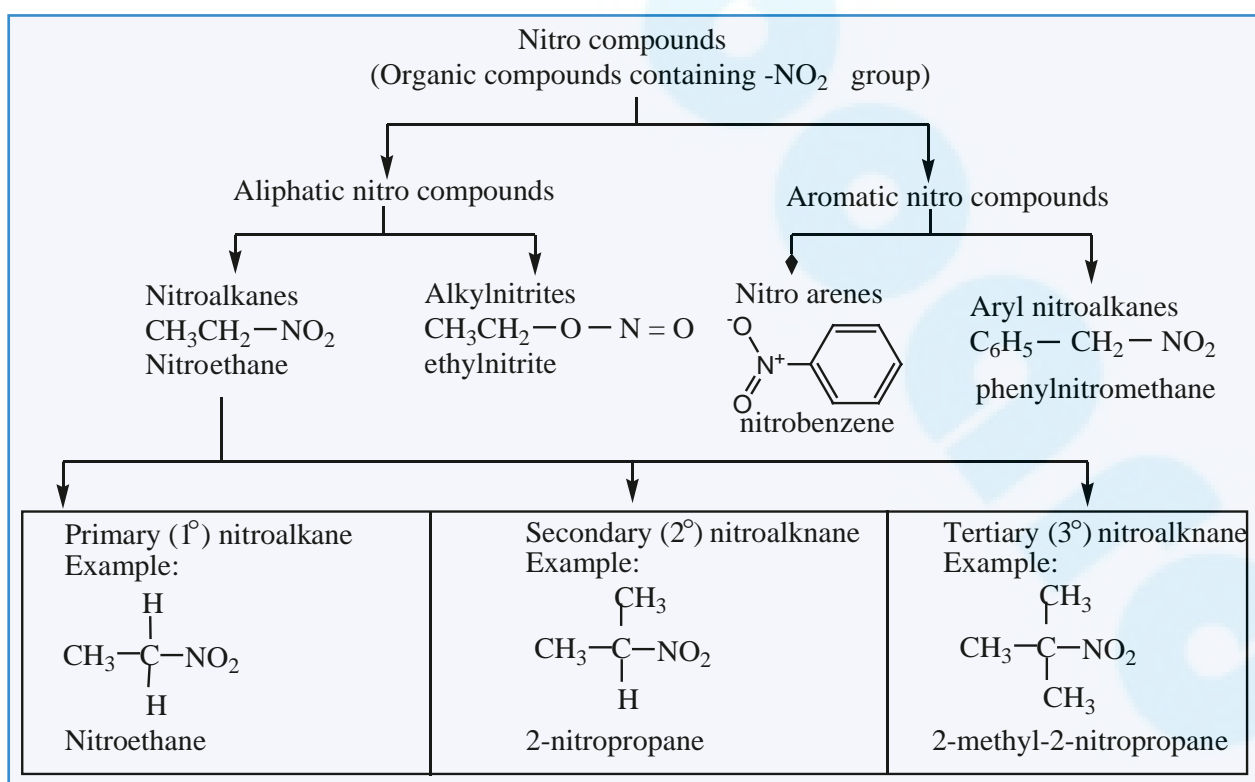 Nitro compounds
(Organic compounds containing -NO₂ group)
Aliphatic nitro compounds
Aromatic nitro compounds
Nitroalkanes
CH₃CH₂—NO₂
Nitroethane
Alkylnitrites
CH₃CH₂—O—N=O
ethylnitrite
Nitro arenes
⁻O
N⁺
O
nitrobenzene
Aryl nitroalkanes
C₆H₅—CH₂—NO₂
phenylnitromethane
Primary (1°) nitroalkane
Example:
H
CH₃—C—NO₂
H
Nitroethane
Secondary (2°) nitroalknane
Example:
CH₃
CH₃—C—NO₂
H
2-nitropropane
Tertiary (3°) nitroalknane
Example:
CH₃
CH₃—C—NO₂
CH₃
2-methyl-2-nitropropane